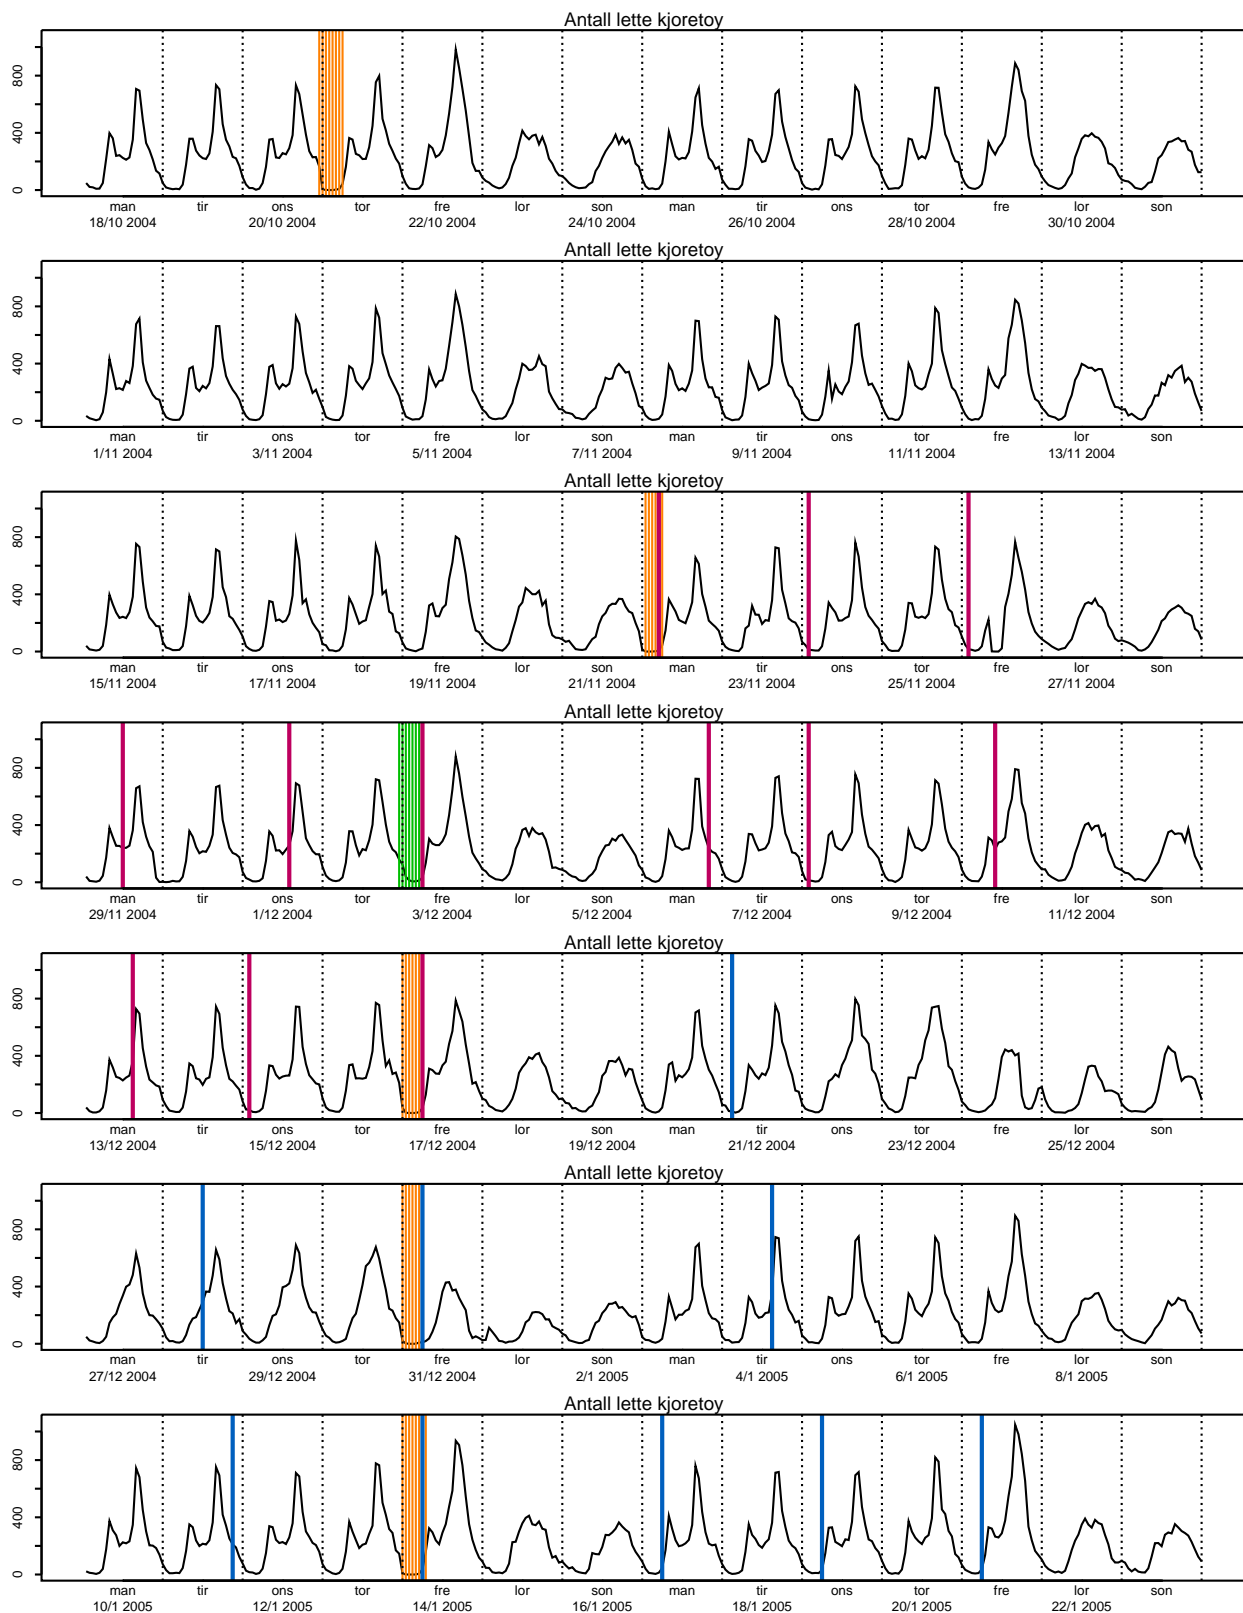 Antall lette kjoretoy
0 400 800
man tir ons tor fre lor son man tir ons tor fre lor son
18/10 2004 20/10 2004 22/10 2004 24/10 2004 26/10 2004 28/10 2004 30/10 2004
Antall lette kjoretoy
0 400 800
man tir ons tor fre lor son man tir ons tor fre lor son
1/11 2004 3/11 2004 5/11 2004 7/11 2004 9/11 2004 11/11 2004 13/11 2004
Antall lette kjoretoy
0 400 800
man tir ons tor fre lor son man tir ons tor fre lor son
15/11 2004 17/11 2004 19/11 2004 21/11 2004 23/11 2004 25/11 2004 27/11 2004
Antall lette kjoretoy
0 400 800
man tir ons tor fre lor son man tir ons tor fre lor son
29/11 2004 1/12 2004 3/12 2004 5/12 2004 7/12 2004 9/12 2004 11/12 2004
Antall lette kjoretoy
0 400 800
man tir ons tor fre lor son man tir ons tor fre lor son
13/12 2004 15/12 2004 17/12 2004 19/12 2004 21/12 2004 23/12 2004 25/12 2004
Antall lette kjoretoy
0 400 800
man tir ons tor fre lor son man tir ons tor fre lor son
27/12 2004 29/12 2004 31/12 2004 2/1 2005 4/1 2005 6/1 2005 8/1 2005
Antall lette kjoretoy
0 400 800
man tir ons tor fre lor son man tir ons tor fre lor son
10/1 2005 12/1 2005 14/1 2005 16/1 2005 18/1 2005 20/1 2005 22/1 2005